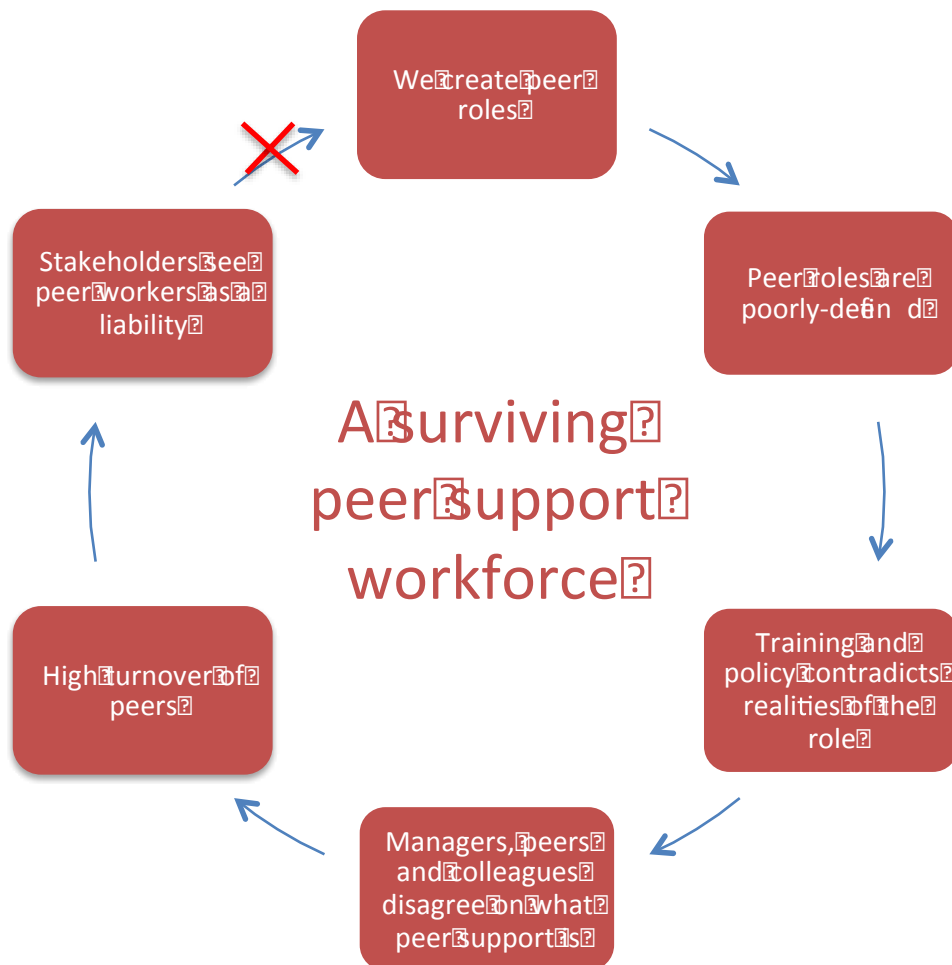 We create peer
roles
Peer roles are
poorly-defin d
Training and
policy contradicts
realities of the
role
Managers, peers
and colleagues
disagree on what
peer support is
High turnover of
peers
Stakeholders see
peer workers as a
liability
A surviving
peer support
workforce